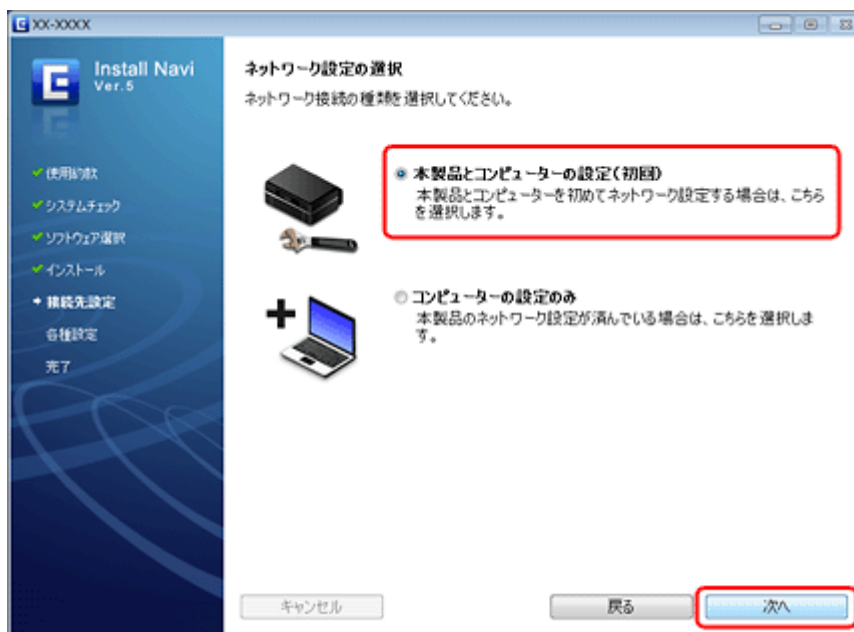 XX-XXXX
Install Navi
Ver.5
使用約款
システムチェック
ソフトウェア選択
インストール
接続先設定
各種設定
完了
ネットワーク設定の選択
ネットワーク接続の種類を選択してください。
本製品とコンピューターの設定(初回)
本製品とコンピューターを初めてネットワーク設定する場合は、こちら
を選択します。
コンピューターの設定のみ
本製品のネットワーク設定が済んでいる場合は、こちらを選択しま
す。
キャンセル
戻る
次へ